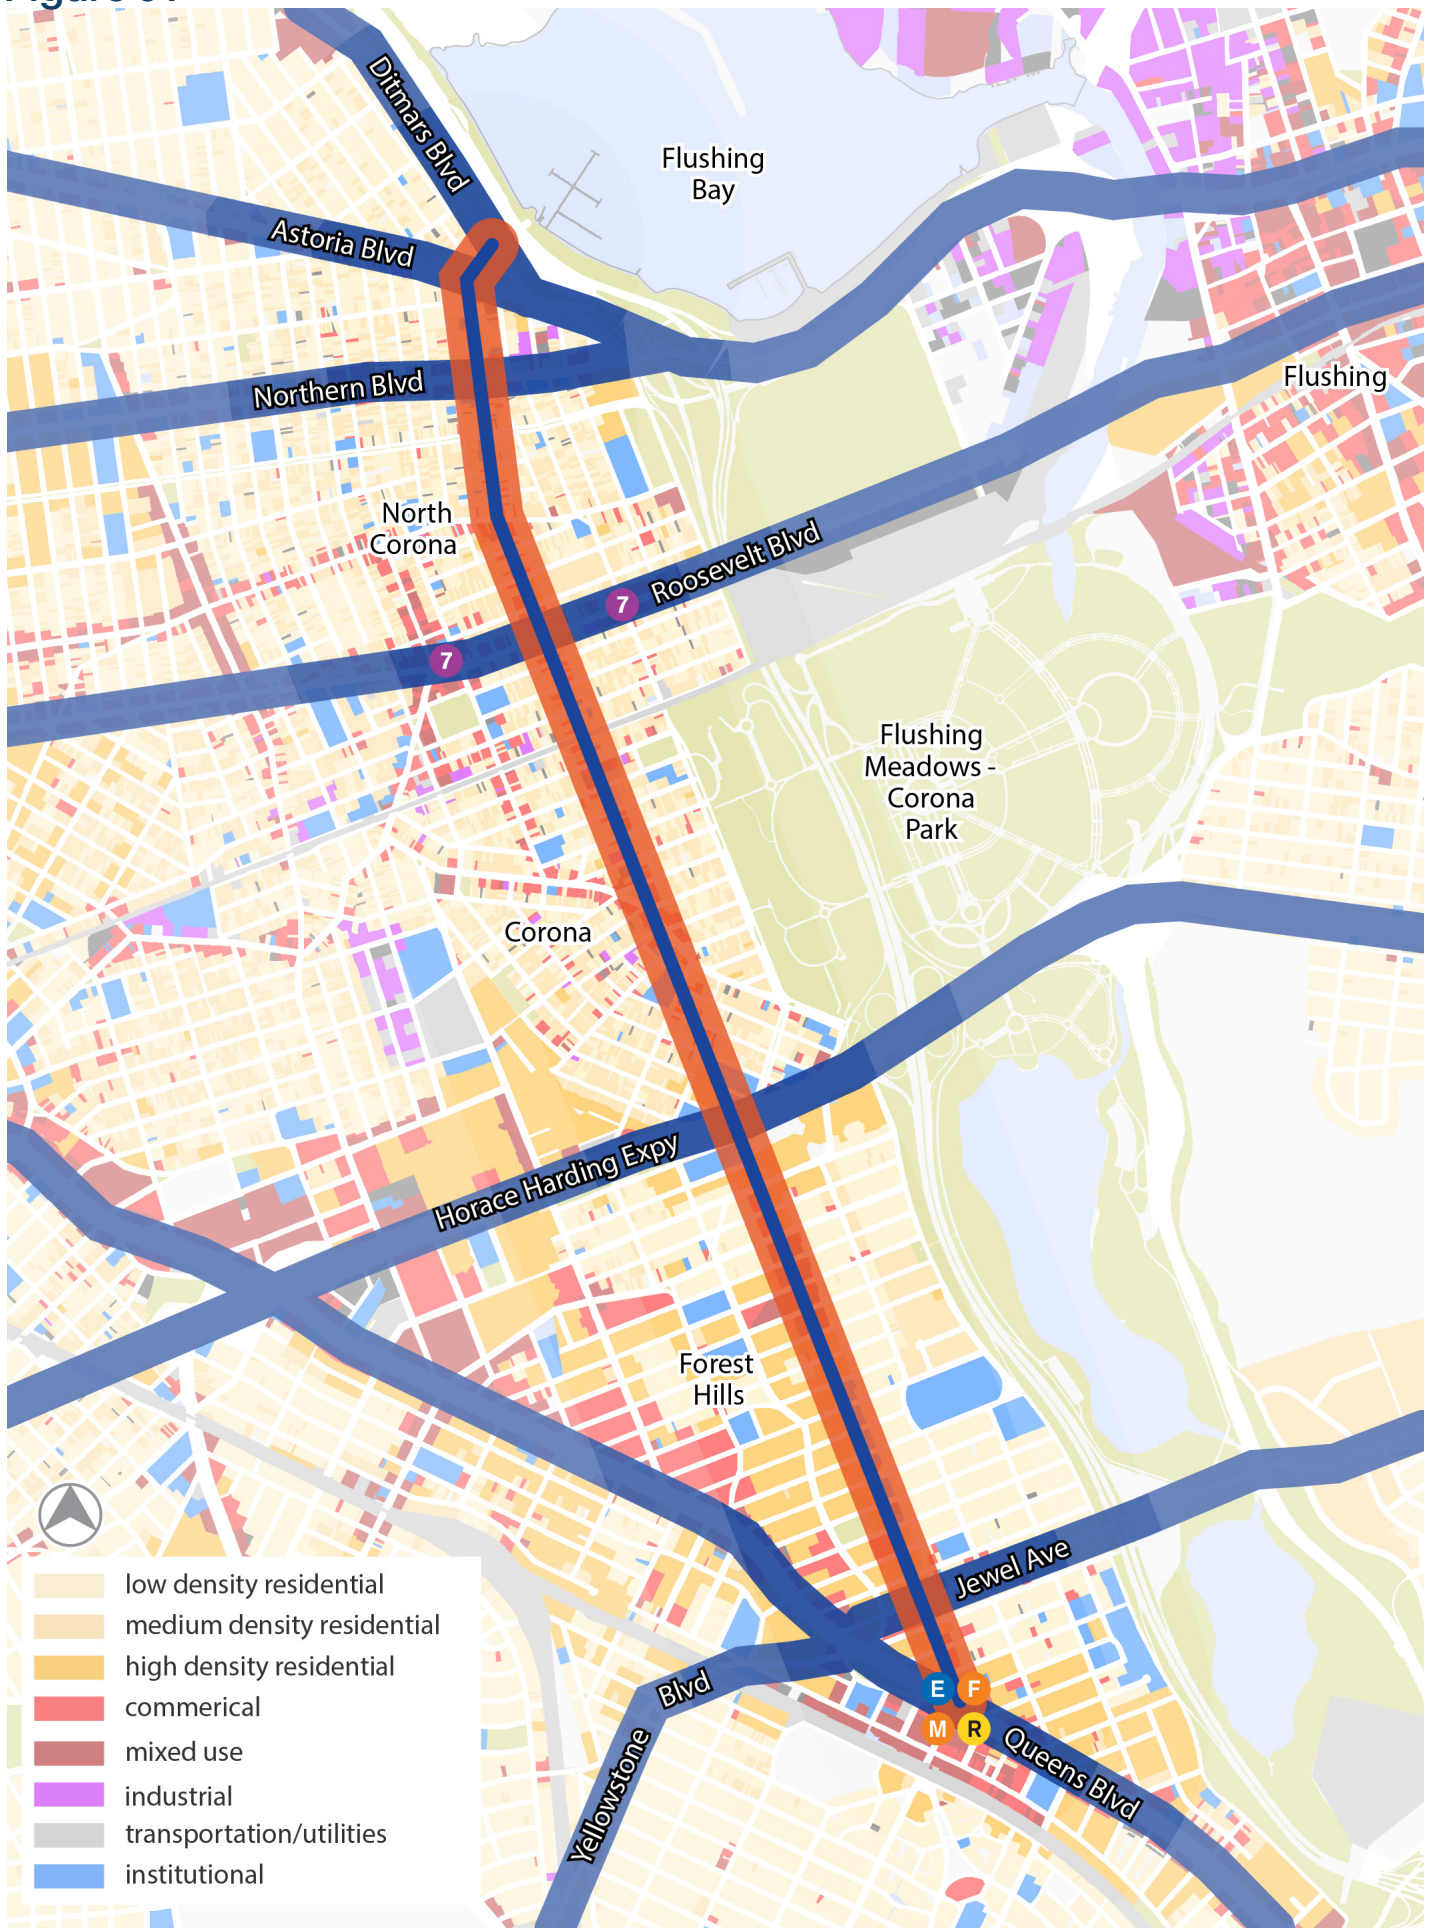 Ditmars Blvd
Flushing
Bay
Astoria Blvd
Northern Blvd
Flushing
North
Corona
Roosevelt Blvd
7
7
Flushing
Meadows -
Corona
Park
Corona
Horace Harding Expy
Forest
Hills
Jewel Ave
Yellowstone
Blvd
E
F
M
R
Queens Blvd
low density residential
medium density residential
high density residential
commerical
mixed use
industrial
transportation/utilities
institutional